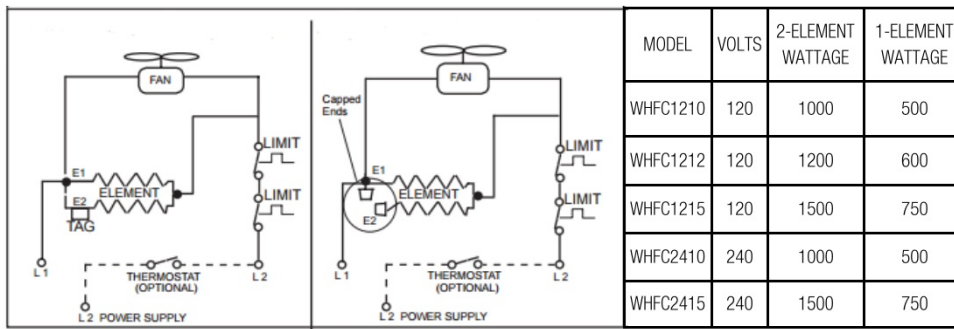 FAN
E1
ELEMENT
E2
TAG
LIMIT
LIMIT
L 1
THERMOSTAT
(OPTIONAL)
L 2
L 2 POWER SUPPLY
FAN
Capped
Ends
E1
ELEMENT
E2
LIMIT
LIMIT
L 1
THERMOSTAT
(OPTIONAL)
L 2
L 2 POWER SUPPLY
MODEL VOLTS 2-ELEMENT WATTAGE 1-ELEMENT WATTAGE
WHFC1210 120 1000 500
WHFC1212 120 1200 600
WHFC1215 120 1500 750
WHFC2410 240 1000 500
WHFC2415 240 1500 750